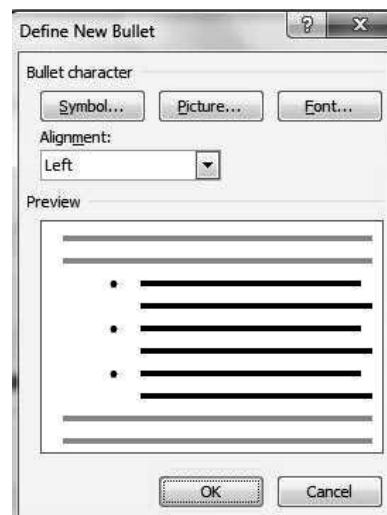 Define New Bullet
Bullet character
Symbol... Picture... Font...
Alignment:
Left
Preview
OK Cancel